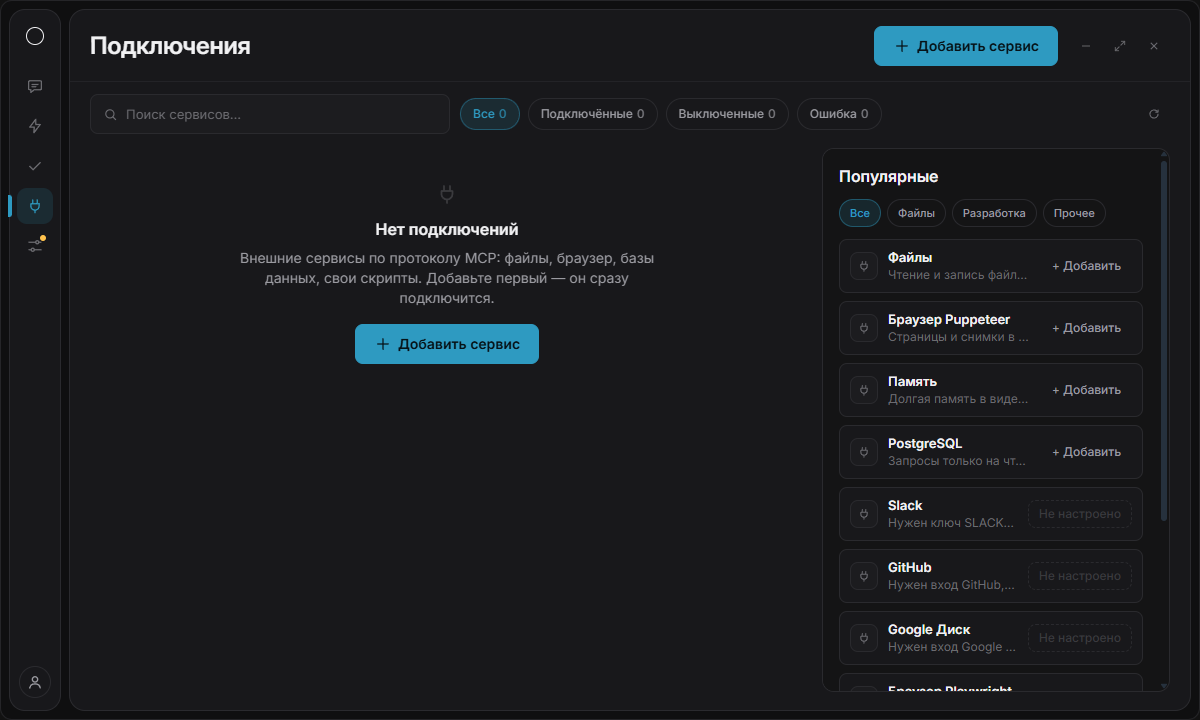 Подключения
+ Добавить сервис
Поиск сервисов...
Все 0
Подключённые 0
Выключенные 0
Ошибка 0
Нет подключений
Внешние сервисы по протоколу MCP: файлы, браузер, базы
данных, свои скрипты. Добавьте первый — он сразу
подключится.
+ Добавить сервис
Популярные
Все
Файлы
Разработка
Прочее
Файлы
Чтение и запись файл...
+ Добавить
Браузер Puppeteer
Страницы и снимки в ...
+ Добавить
Память
Долгая память в виде...
+ Добавить
PostgreSQL
Запросы только на чт...
+ Добавить
Slack
Нужен ключ SLACK...
Не настроено
GitHub
Нужен вход GitHub,...
Не настроено
Google Диск
Нужен вход Google ...
Не настроено
Браузер Playwright